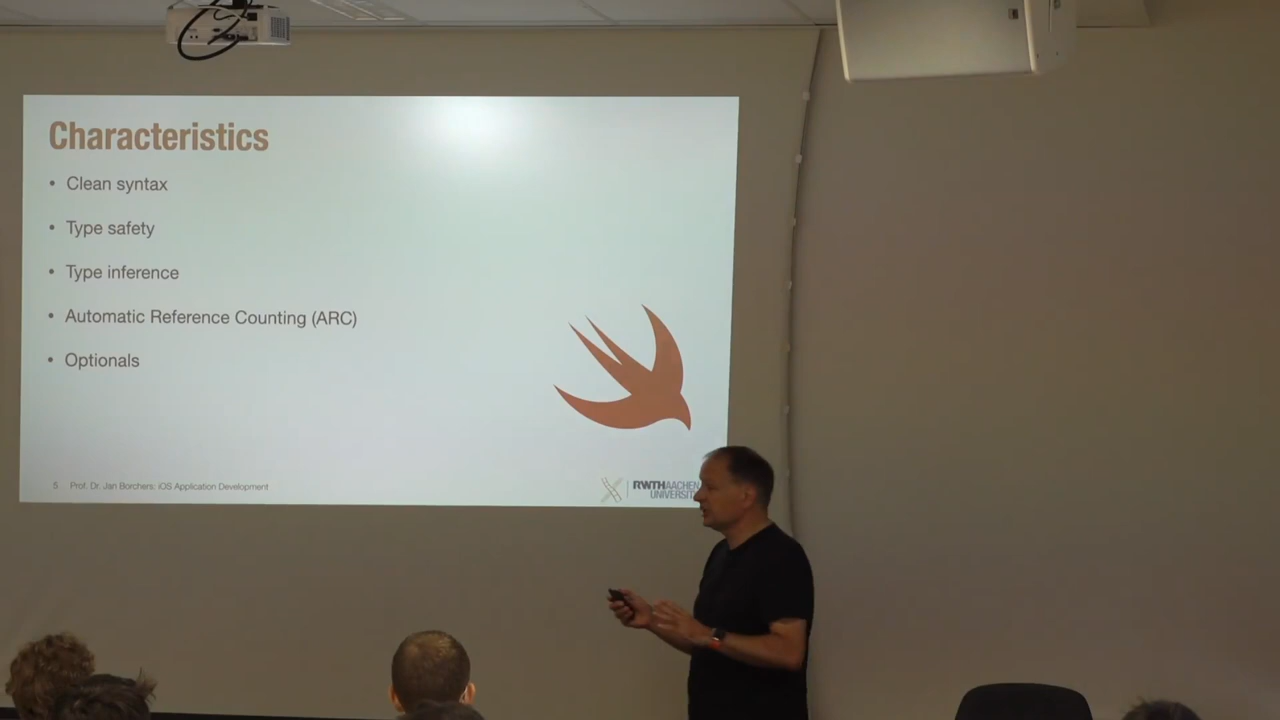 Characteristics
• Clean syntax
• Type safety
• Type inference
• Automatic Reference Counting (ARC)
• Optionals
5 Prof. Dr. Jan Borchers: iOS Application Development
RWTHAACHEN
UNIVERSITY